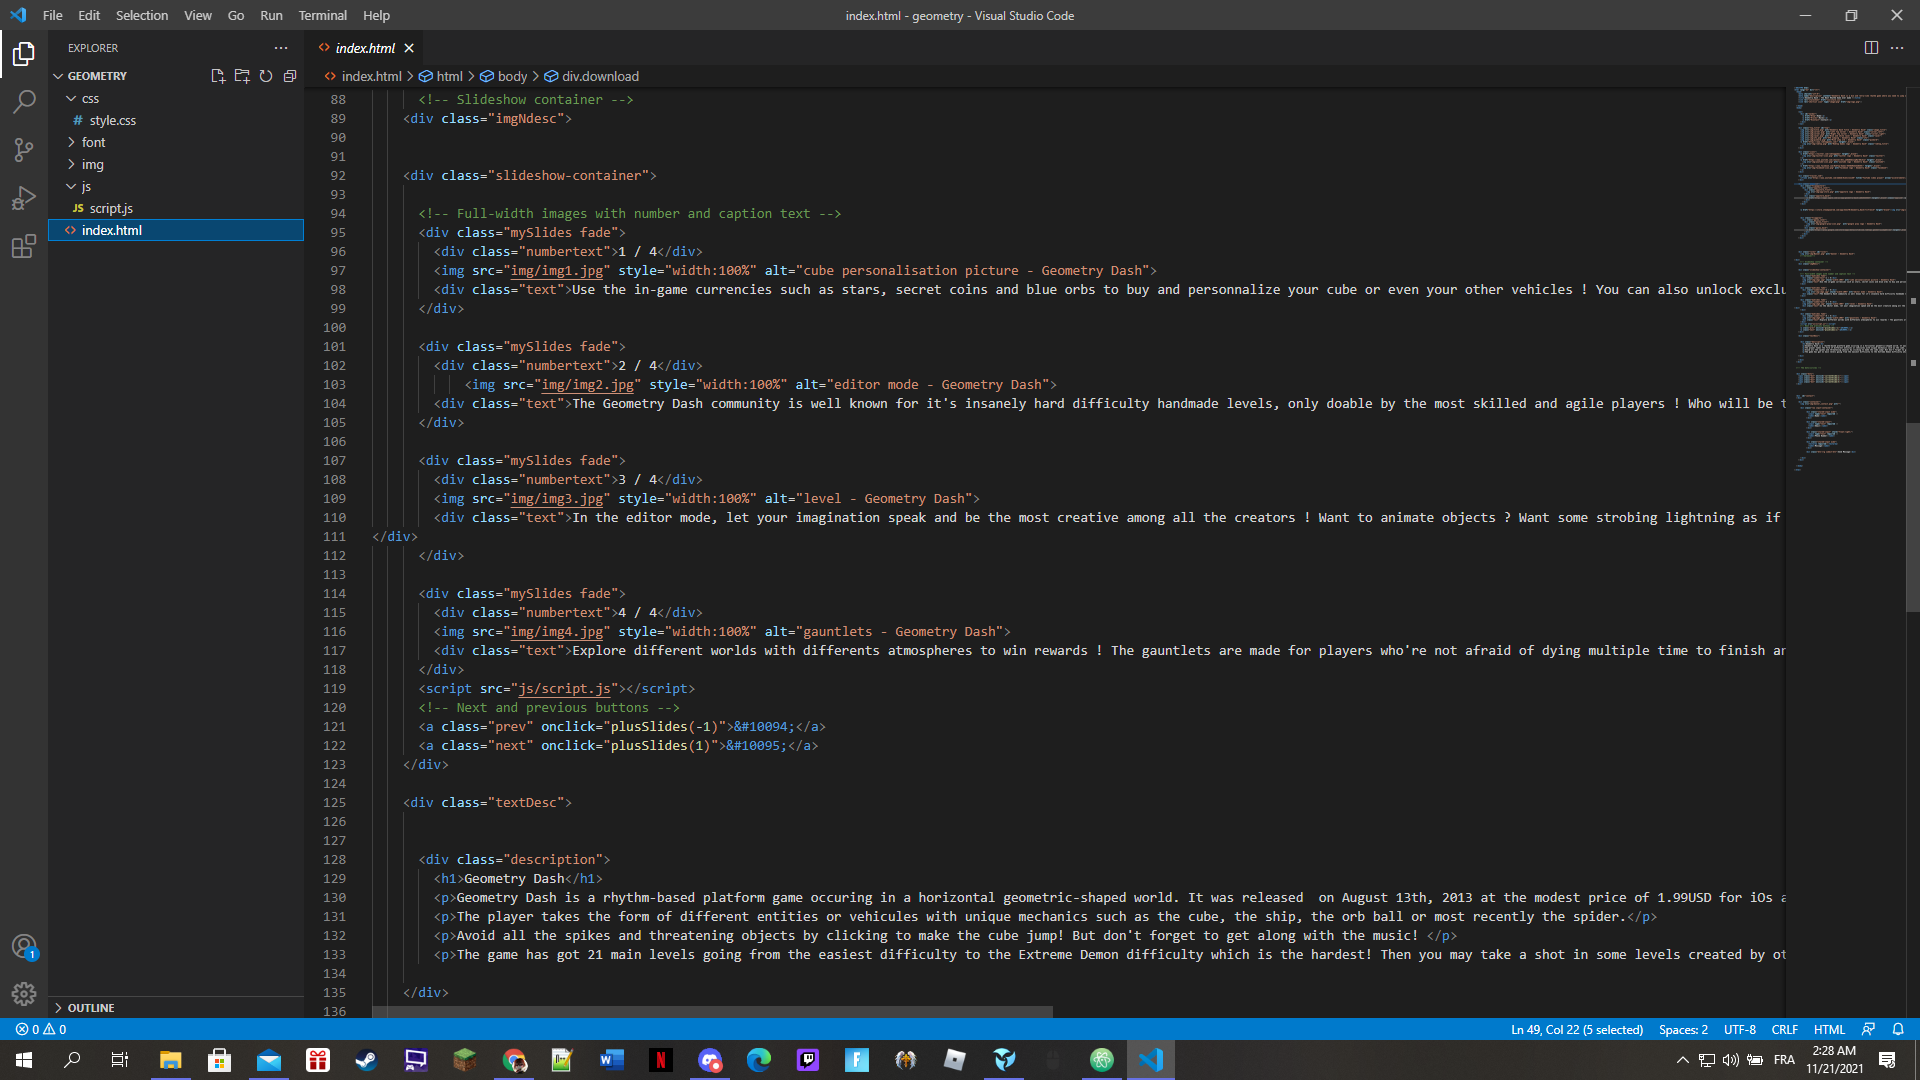 File Edit Selection View Go Run Terminal Help
index.html - geometry - Visual Studio Code
EXPLORER
GEOMETRY
css
# style.css
font
img
js
JS script.js
<> index.html
OUTLINE
<> index.html
<> index.html > html > body > div.download
88 <!-- Slideshow container -->
89 <div class="imgNdesc">
90
91
92 <div class="slideshow-container">
93
94 <!-- Full-width images with number and caption text -->
95 <div class="mySlides fade">
96 <div class="numbertext">1 / 4</div>
97 <img src="img/img1.jpg" style="width:100%" alt="cube personalisation picture - Geometry Dash">
98 <div class="text">Use the in-game currencies such as stars, secret coins and blue orbs to buy and personnalize your cube or even your other vehicles ! You can also unlock exclu
99 </div>
100
101 <div class="mySlides fade">
102 <div class="numbertext">2 / 4</div>
103 <img src="img/img2.jpg" style="width:100%" alt="editor mode - Geometry Dash">
104 <div class="text">The Geometry Dash community is well known for it's insanely hard difficulty handmade levels, only doable by the most skilled and agile players ! Who will be t
105 </div>
106
107 <div class="mySlides fade">
108 <div class="numbertext">3 / 4</div>
109 <img src="img/img3.jpg" style="width:100%" alt="level - Geometry Dash">
110 <div class="text">In the editor mode, let your imagination speak and be the most creative among all the creators ! Want to animate objects ? Want some strobing lightning as if
111 </div>
112 </div>
113
114 <div class="mySlides fade">
115 <div class="numbertext">4 / 4</div>
116 <img src="img/img4.jpg" style="width:100%" alt="gauntlets - Geometry Dash">
117 <div class="text">Explore different worlds with differents atmospheres to win rewards ! The gauntlets are made for players who're not afraid of dying multiple time to finish an
118 </div>
119 <script src="js/script.js"></script>
120 <!-- Next and previous buttons -->
121 <a class="prev" onclick="plusSlides(-1)">&#10094;</a>
122 <a class="next" onclick="plusSlides(1)">&#10095;</a>
123 </div>
124
125 <div class="textDesc">
126
127
128 <div class="description">
129 <h1>Geometry Dash</h1>
130 <p>Geometry Dash is a rhythm-based platform game occuring in a horizontal geometric-shaped world. It was released  on August 13th, 2013 at the modest price of 1.99USD for iOs a
131 <p>The player takes the form of different entities or vehicules with unique mechanics such as the cube, the ship, the orb ball or most recently the spider.</p>
132 <p>Avoid all the spikes and threatening objects by clicking to make the cube jump! But don't forget to get along with the music! </p>
133 <p>The game has got 21 main levels going from the easiest difficulty to the Extreme Demon difficulty which is the hardest! Then you may take a shot in some levels created by ot
134
135 </div>
136
1
0 0
Ln 49, Col 22 (5 selected) Spaces: 2 UTF-8 CRLF HTML
FRA
2:28 AM
11/21/2021